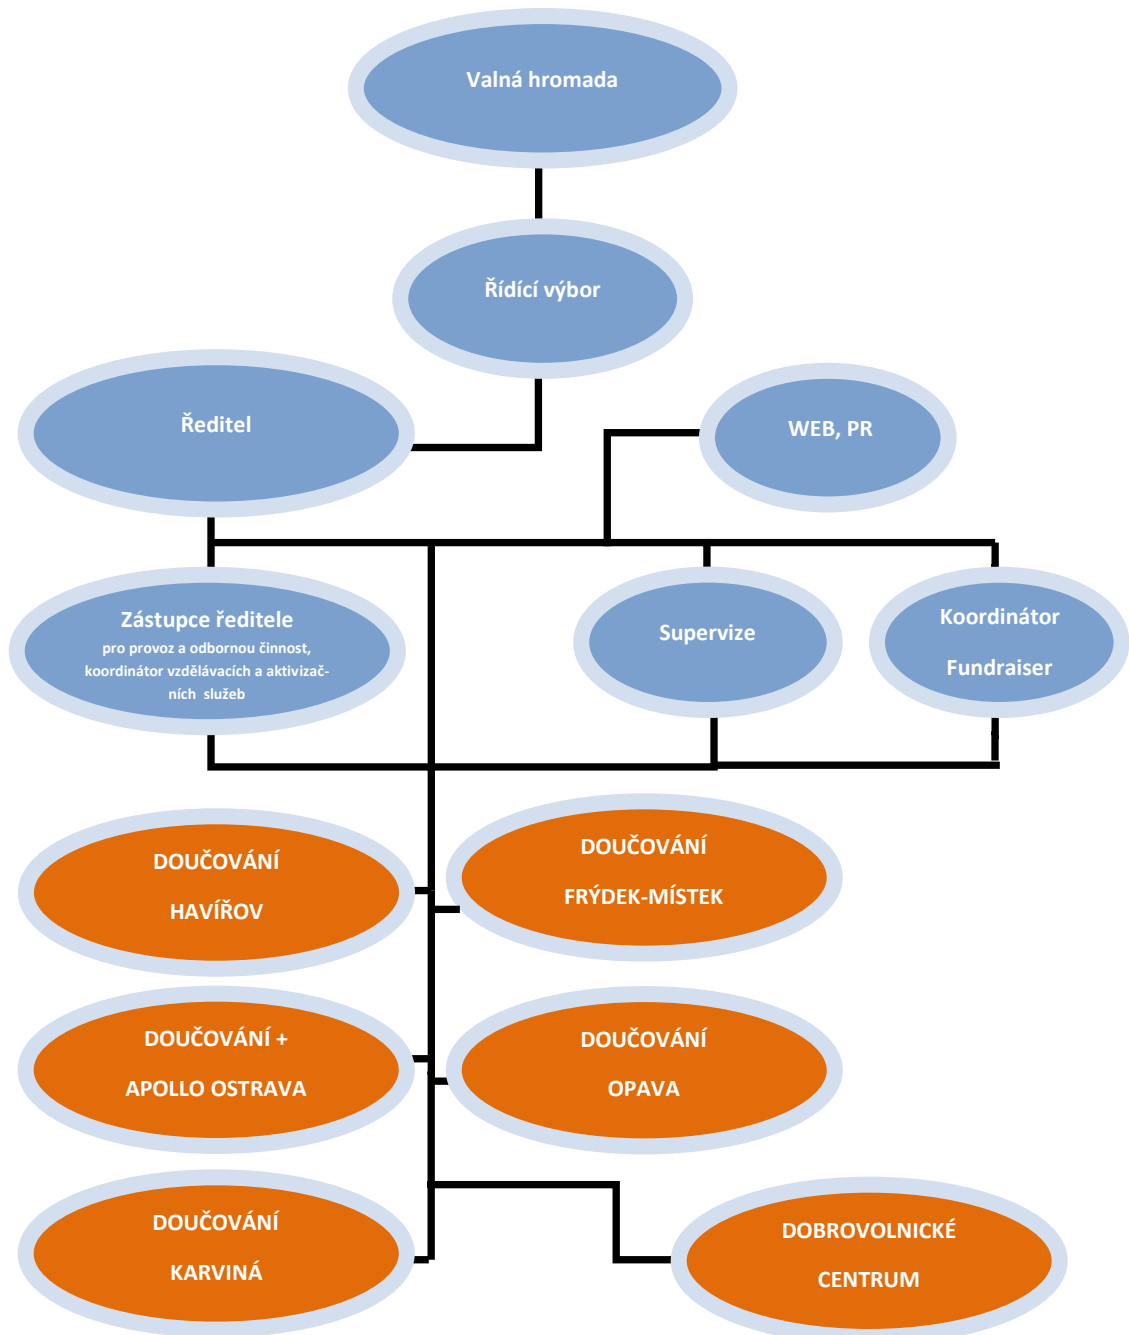 Valná hromada
Řídící výbor
Ředitel
WEB, PR
Zástupce ředitele
pro provoz a odbornou činnost,
koordinátor vzdělávacích a aktivizač-
ních služeb
Supervize
Koordinátor
Fundraiser
DOUČOVÁNÍ
HAVÍŘOV
DOUČOVÁNÍ
FRÝDEK-MÍSTEK
DOUČOVÁNÍ +
APOLLO OSTRAVA
DOUČOVÁNÍ
OPAVA
DOUČOVÁNÍ
KARVINÁ
DOBROVOLNICKÉ
CENTRUM